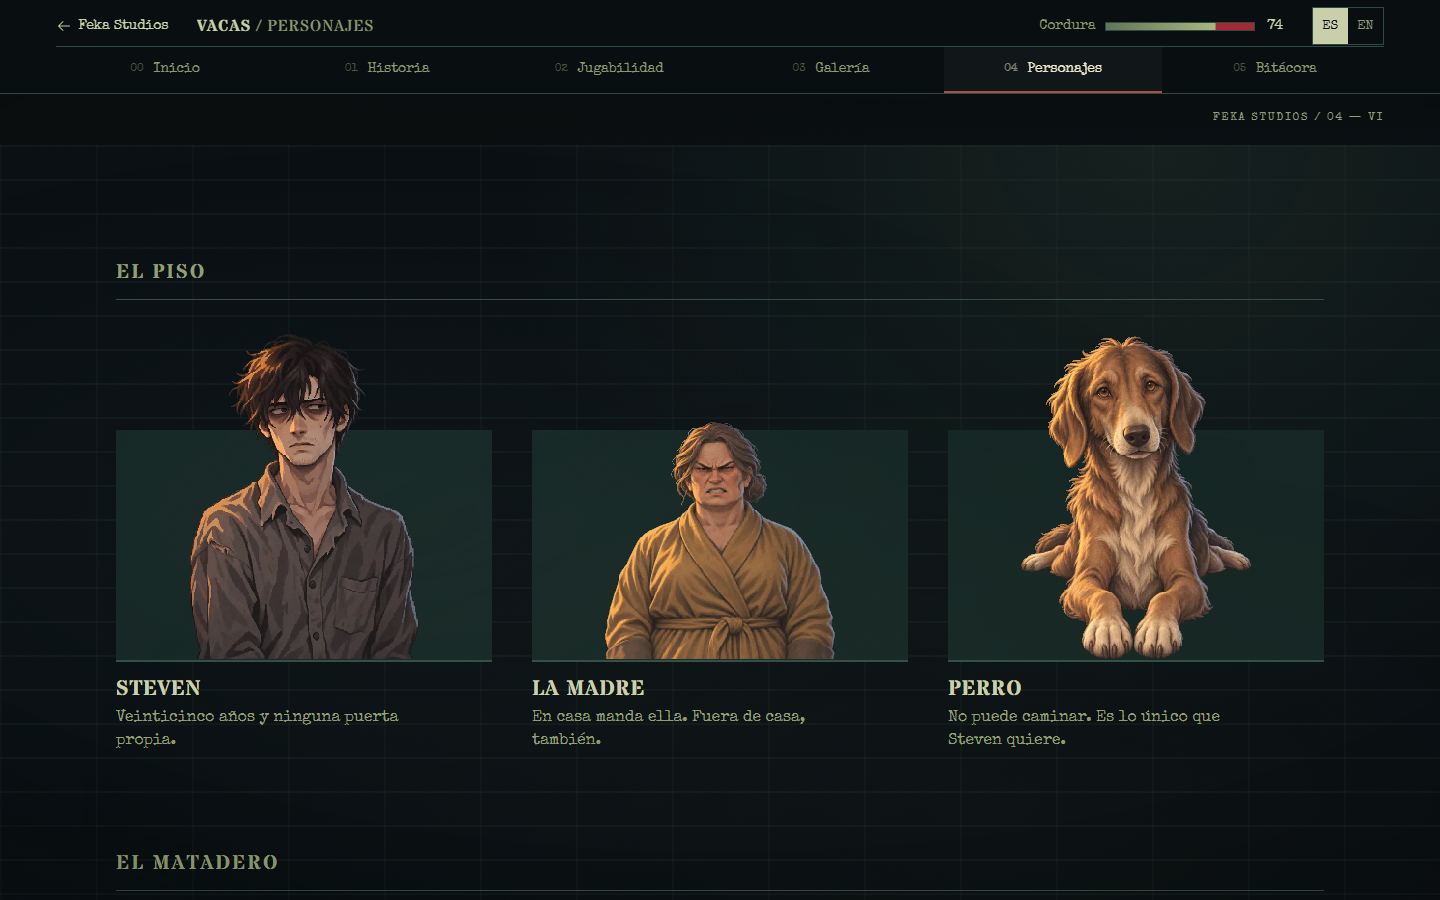 ← Feka Studios VACAS / PERSONAJES Cordura 74 ES EN
00 Inicio 01 Historia 02 Jugabilidad 03 Galería 04 Personajes 05 Bitácora
FEKA STUDIOS / 04 — VI
EL PISO
STEVEN
Veinticinco años y ninguna puerta
propia.
LA MADRE
En casa manda ella. Fuera de casa,
también.
PERRO
No puede caminar. Es lo único que
Steven quiere.
EL MATADERO